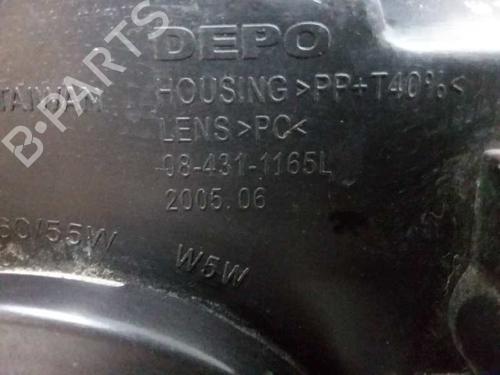 DEPO
TAIWAN HOUSING >PP+T40%<
LENS >PC<
08-431-1165L
2005.06
60/55W W5W
B-PARTS